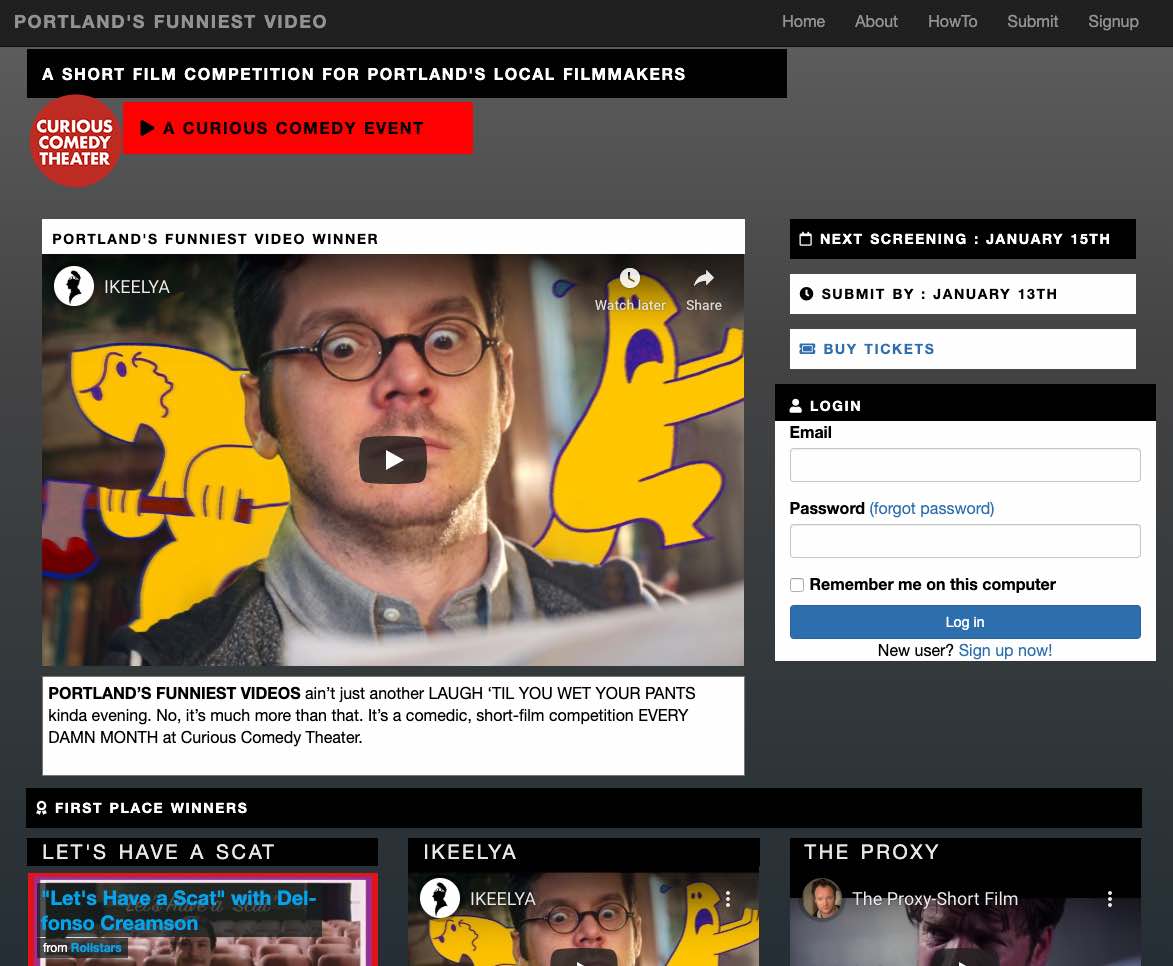 PORTLAND'S FUNNIEST VIDEO
Home About HowTo Submit Signup
A SHORT FILM COMPETITION FOR PORTLAND'S LOCAL FILMMAKERS
CURIOUS
COMEDY
THEATER
A CURIOUS COMEDY EVENT
PORTLAND'S FUNNIEST VIDEO WINNER
IKEELYA
Watch later Share
NEXT SCREENING : JANUARY 15TH
SUBMIT BY : JANUARY 13TH
BUY TICKETS
LOGIN
Email
Password (forgot password)
Remember me on this computer
Log in
New user? Sign up now!
PORTLAND’S FUNNIEST VIDEOS ain’t just another LAUGH ‘TIL YOU WET YOUR PANTS
kinda evening. No, it’s much more than that. It’s a comedic, short-film competition EVERY
DAMN MONTH at Curious Comedy Theater.
FIRST PLACE WINNERS
LET'S HAVE A SCAT
"Let's Have a Scat" with Del-
fonso Creamson
from Rollstars
IKEELYA
IKEELYA
THE PROXY
The Proxy-Short Film